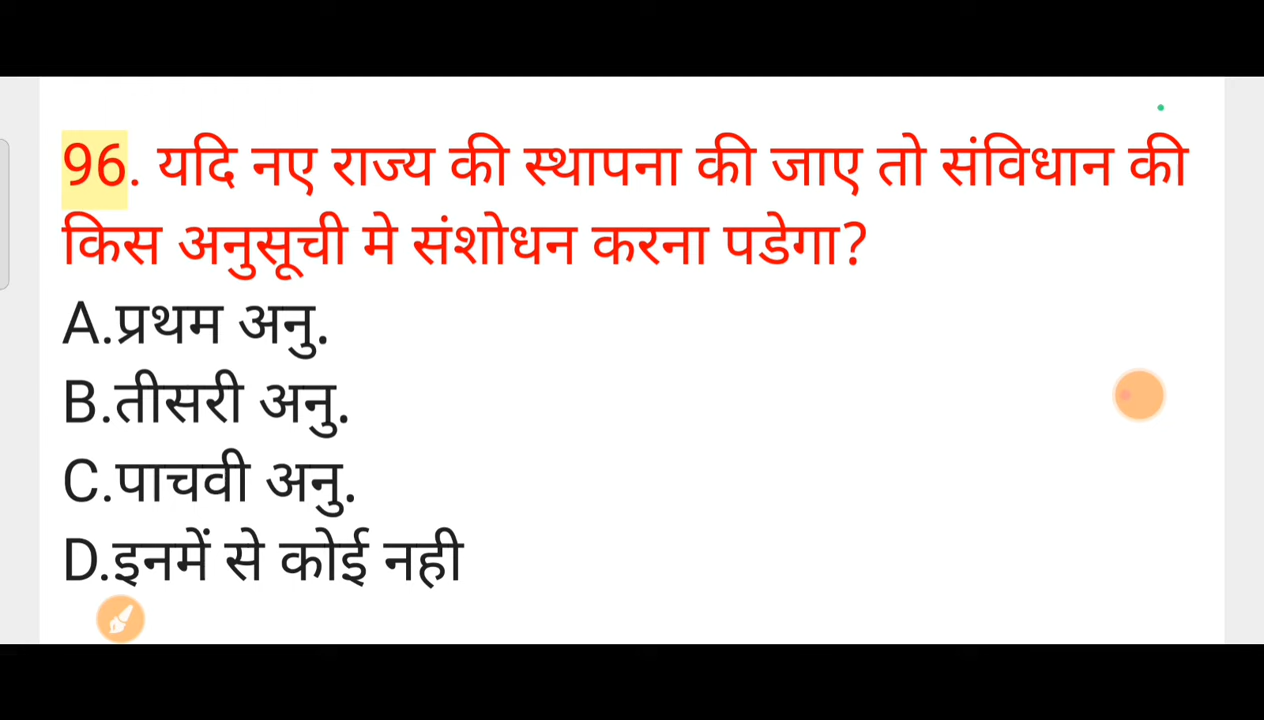 96. यदि नए राज्य की स्थापना की जाए तो संविधान की
किस अनुसूची मे संशोधन करना पडेगा?
A.प्रथम अनु.
B.तीसरी अनु.
C.पाचवी अनु.
D.इनमें से कोई नही